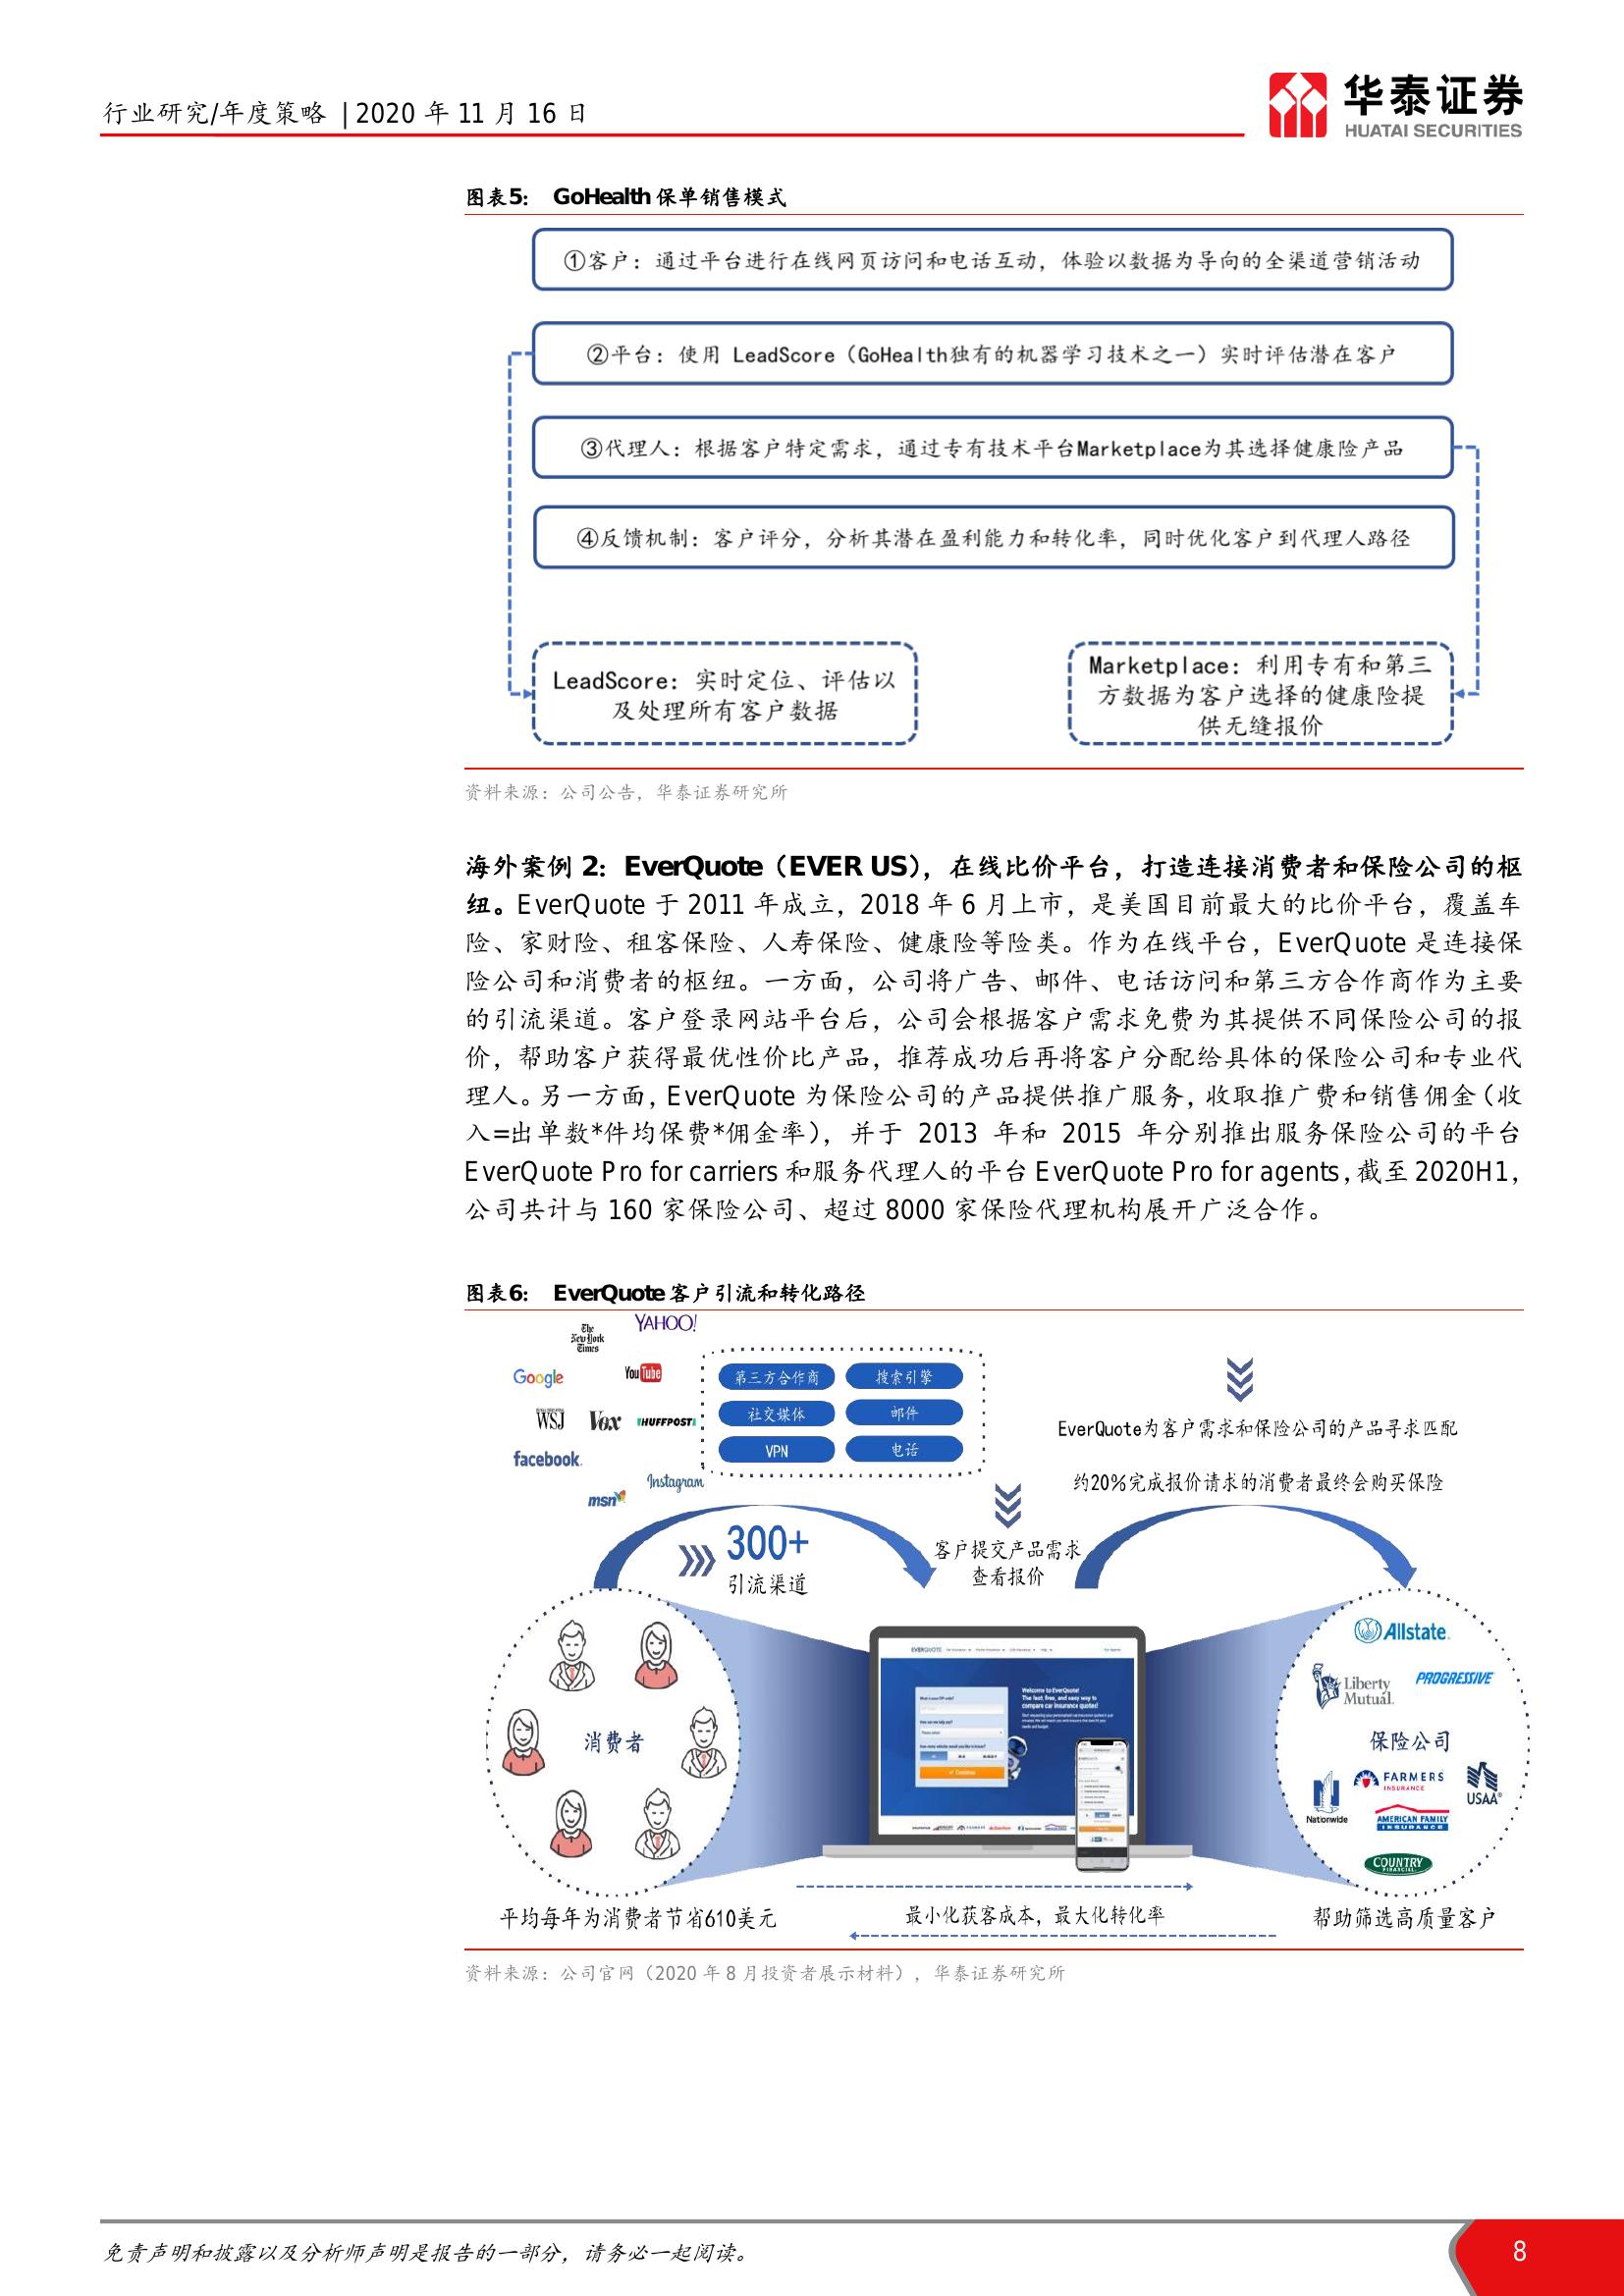 行业研究/年度策略 | 2020 年 11 月 16 日
华泰证券
HUATAI SECURITIES
图表5： GoHealth 保单销售模式
①客户：通过平台进行在线网页访问和电话互动，体验以数据为导向的全渠道营销活动
②平台：使用 LeadScore（GoHealth独有的机器学习技术之一）实时评估潜在客户
③代理人：根据客户特定需求，通过专有技术平台Marketplace为其选择健康险产品
④反馈机制：客户评分，分析其潜在盈利能力和转化率，同时优化客户到代理人路径
LeadScore：实时定位、评估以
及处理所有客户数据
Marketplace：利用专有和第三
方数据为客户选择的健康险提
供无缝报价
资料来源：公司公告，华泰证券研究所
海外案例 2：EverQuote（EVER US），在线比价平台，打造连接消费者和保险公司的枢
纽。EverQuote 于 2011 年成立，2018 年 6 月上市，是美国目前最大的比价平台，覆盖车
险、家财险、租客保险、人寿保险、健康险等险类。作为在线平台，EverQuote 是连接保
险公司和消费者的枢纽。一方面，公司将广告、邮件、电话访问和第三方合作商作为主要
的引流渠道。客户登录网站平台后，公司会根据客户需求免费为其提供不同保险公司的报
价，帮助客户获得最优性价比产品，推荐成功后再将客户分配给具体的保险公司和专业代
理人。另一方面，EverQuote 为保险公司的产品提供推广服务，收取推广费和销售佣金（收
入=出单数*件均保费*佣金率），并于 2013 年和 2015 年分别推出服务保险公司的平台
EverQuote Pro for carriers 和服务代理人的平台 EverQuote Pro for agents，截至 2020H1，
公司共计与 160 家保险公司、超过 8000 家保险代理机构展开广泛合作。
图表6： EverQuote 客户引流和转化路径
The
New York
Times
YAHOO!
Google
YouTube
WSJ
Vox
HUFFPOST
facebook.
Instagram
msn
第三方合作商
搜索引擎
社交媒体
邮件
VPN
电话
EverQuote为客户需求和保险公司的产品寻求匹配
约20%完成报价请求的消费者最终会购买保险
300+
引流渠道
客户提交产品需求
查看报价
消费者
EVERQUOTE
Welcome to EverQuote!
The fast, free, and easy way to
compare car insurance quotes!
Continue
Allstate.
Liberty
Mutual.
PROGRESSIVE
保险公司
Nationwide
FARMERS
INSURANCE
USAA®
AMERICAN FAMILY
INSURANCE
COUNTRY
FINANCIAL
平均每年为消费者节省610美元
最小化获客成本，最大化转化率
帮助筛选高质量客户
资料来源：公司官网（2020 年 8 月投资者展示材料），华泰证券研究所
免责声明和披露以及分析师声明是报告的一部分，请务必一起阅读。
8